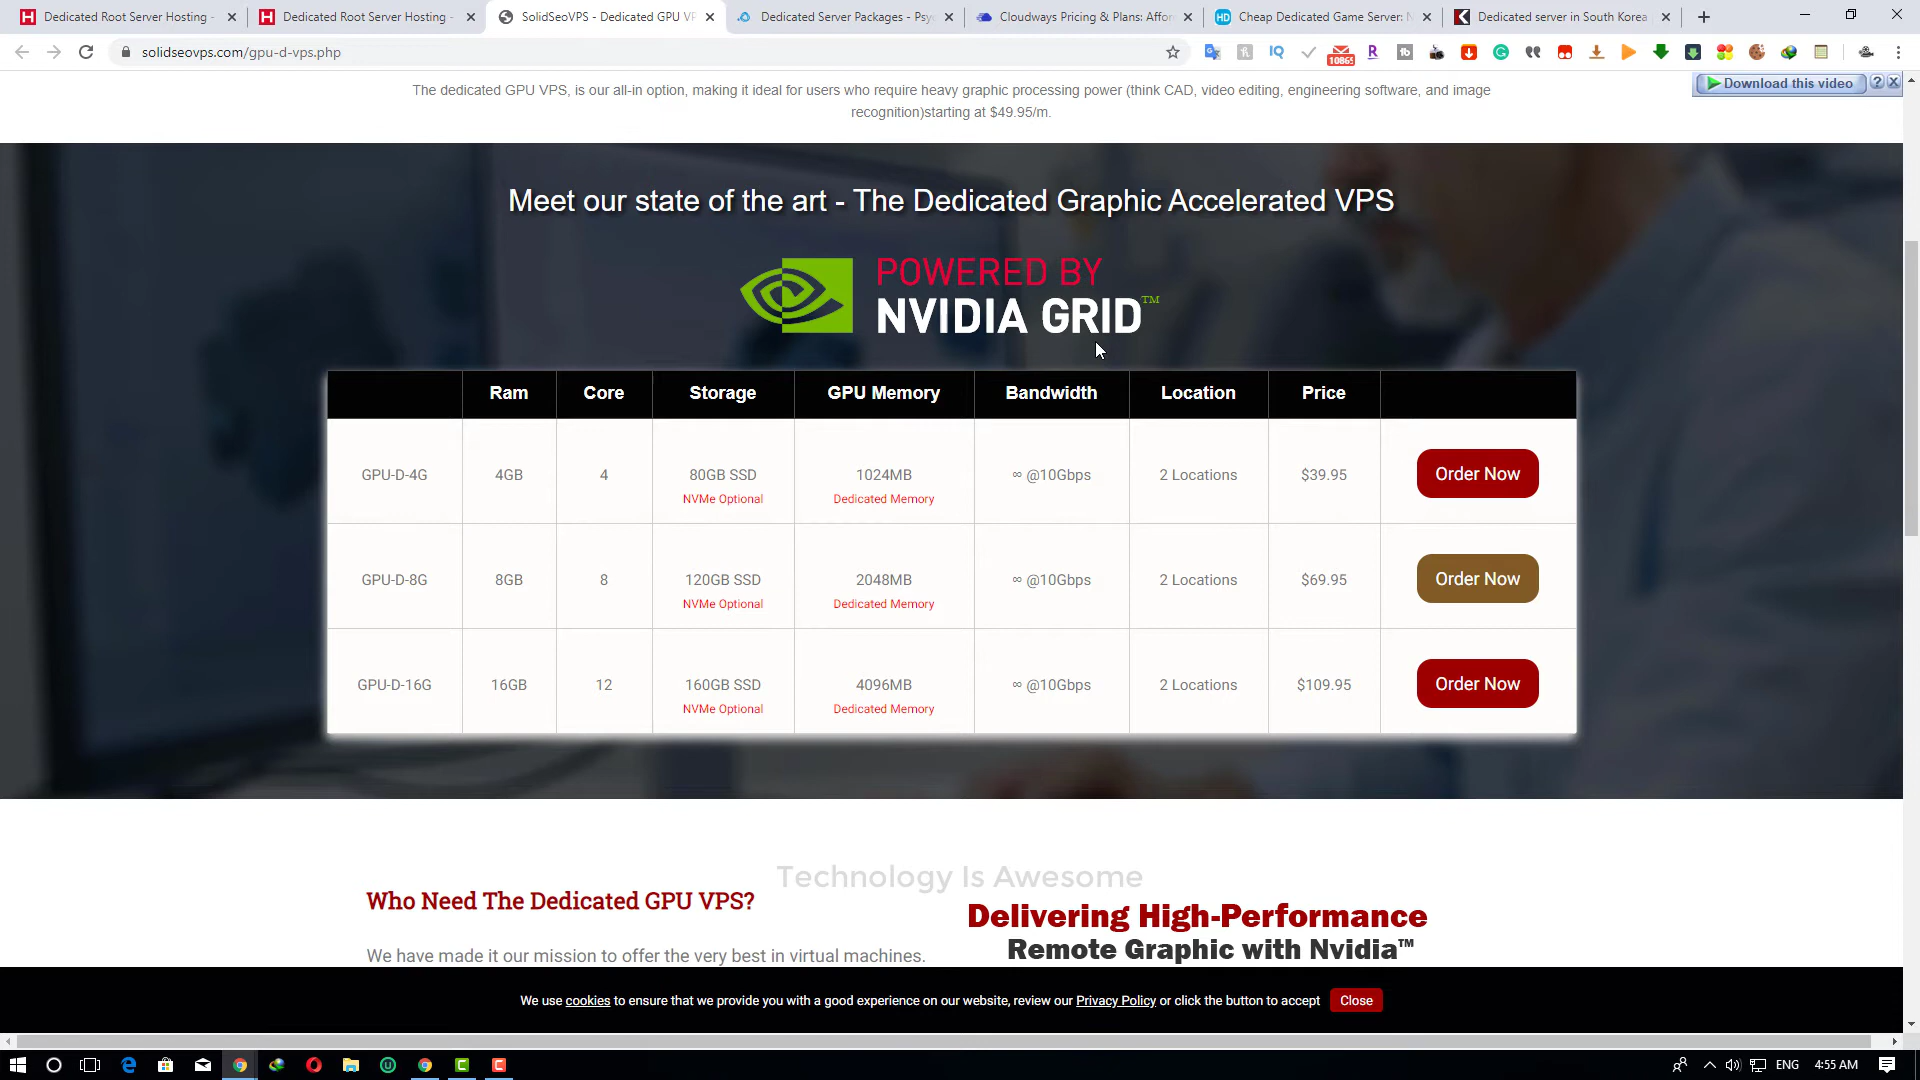 Dedicated Root Server Hosting -
Dedicated Root Server Hosting -
SolidSeoVPS - Dedicated GPU VP
Dedicated Server Packages - Psy
Cloudways Pricing & Plans: Affor
Cheap Dedicated Game Server: N
Dedicated server in South Korea
solidseovps.com/gpu-d-vps.php
10865
Download this video
The dedicated GPU VPS, is our all-in option, making it ideal for users who require heavy graphic processing power (think CAD, video editing, engineering software, and image
recognition)starting at $49.95/m.
Meet our state of the art - The Dedicated Graphic Accelerated VPS
POWERED BY
NVIDIA GRID™
Ram Core Storage GPU Memory Bandwidth Location Price
GPU-D-4G 4GB 4 80GB SSD 1024MB ∞ @10Gbps 2 Locations $39.95 Order Now
NVMe Optional Dedicated Memory
GPU-D-8G 8GB 8 120GB SSD 2048MB ∞ @10Gbps 2 Locations $69.95 Order Now
NVMe Optional Dedicated Memory
GPU-D-16G 16GB 12 160GB SSD 4096MB ∞ @10Gbps 2 Locations $109.95 Order Now
NVMe Optional Dedicated Memory
Technology Is Awesome
Who Need The Dedicated GPU VPS?
Delivering High-Performance
Remote Graphic with Nvidia™
We have made it our mission to offer the very best in virtual machines.
We use cookies to ensure that we provide you with a good experience on our website, review our Privacy Policy or click the button to accept Close
ENG 4:55 AM